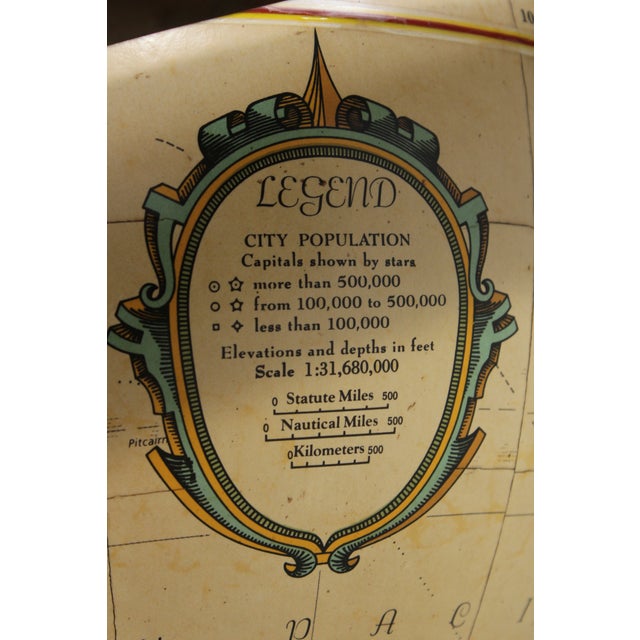 10
LEGEND
CITY POPULATION
Capitals shown by stars
more than 500,000
from 100,000 to 500,000
less than 100,000
Elevations and depths in feet
Scale 1:31,680,000
0 Statute Miles 500
0 Nautical Miles 500
0 Kilometers 500
Pitcairn
P A C I